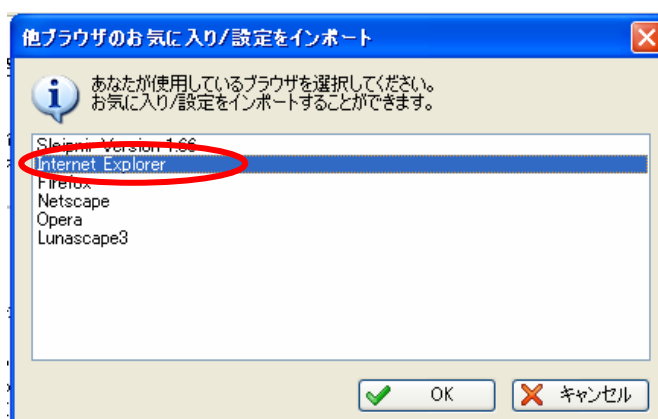 他ブラウザのお気に入り/設定をインポート
あなたが使用しているブラウザを選択してください。
お気に入り/設定をインポートすることができます。
Sleipnir Version 1.66
Internet Explorer
Firefox
Netscape
Opera
Lunascape3
OK
キャンセル